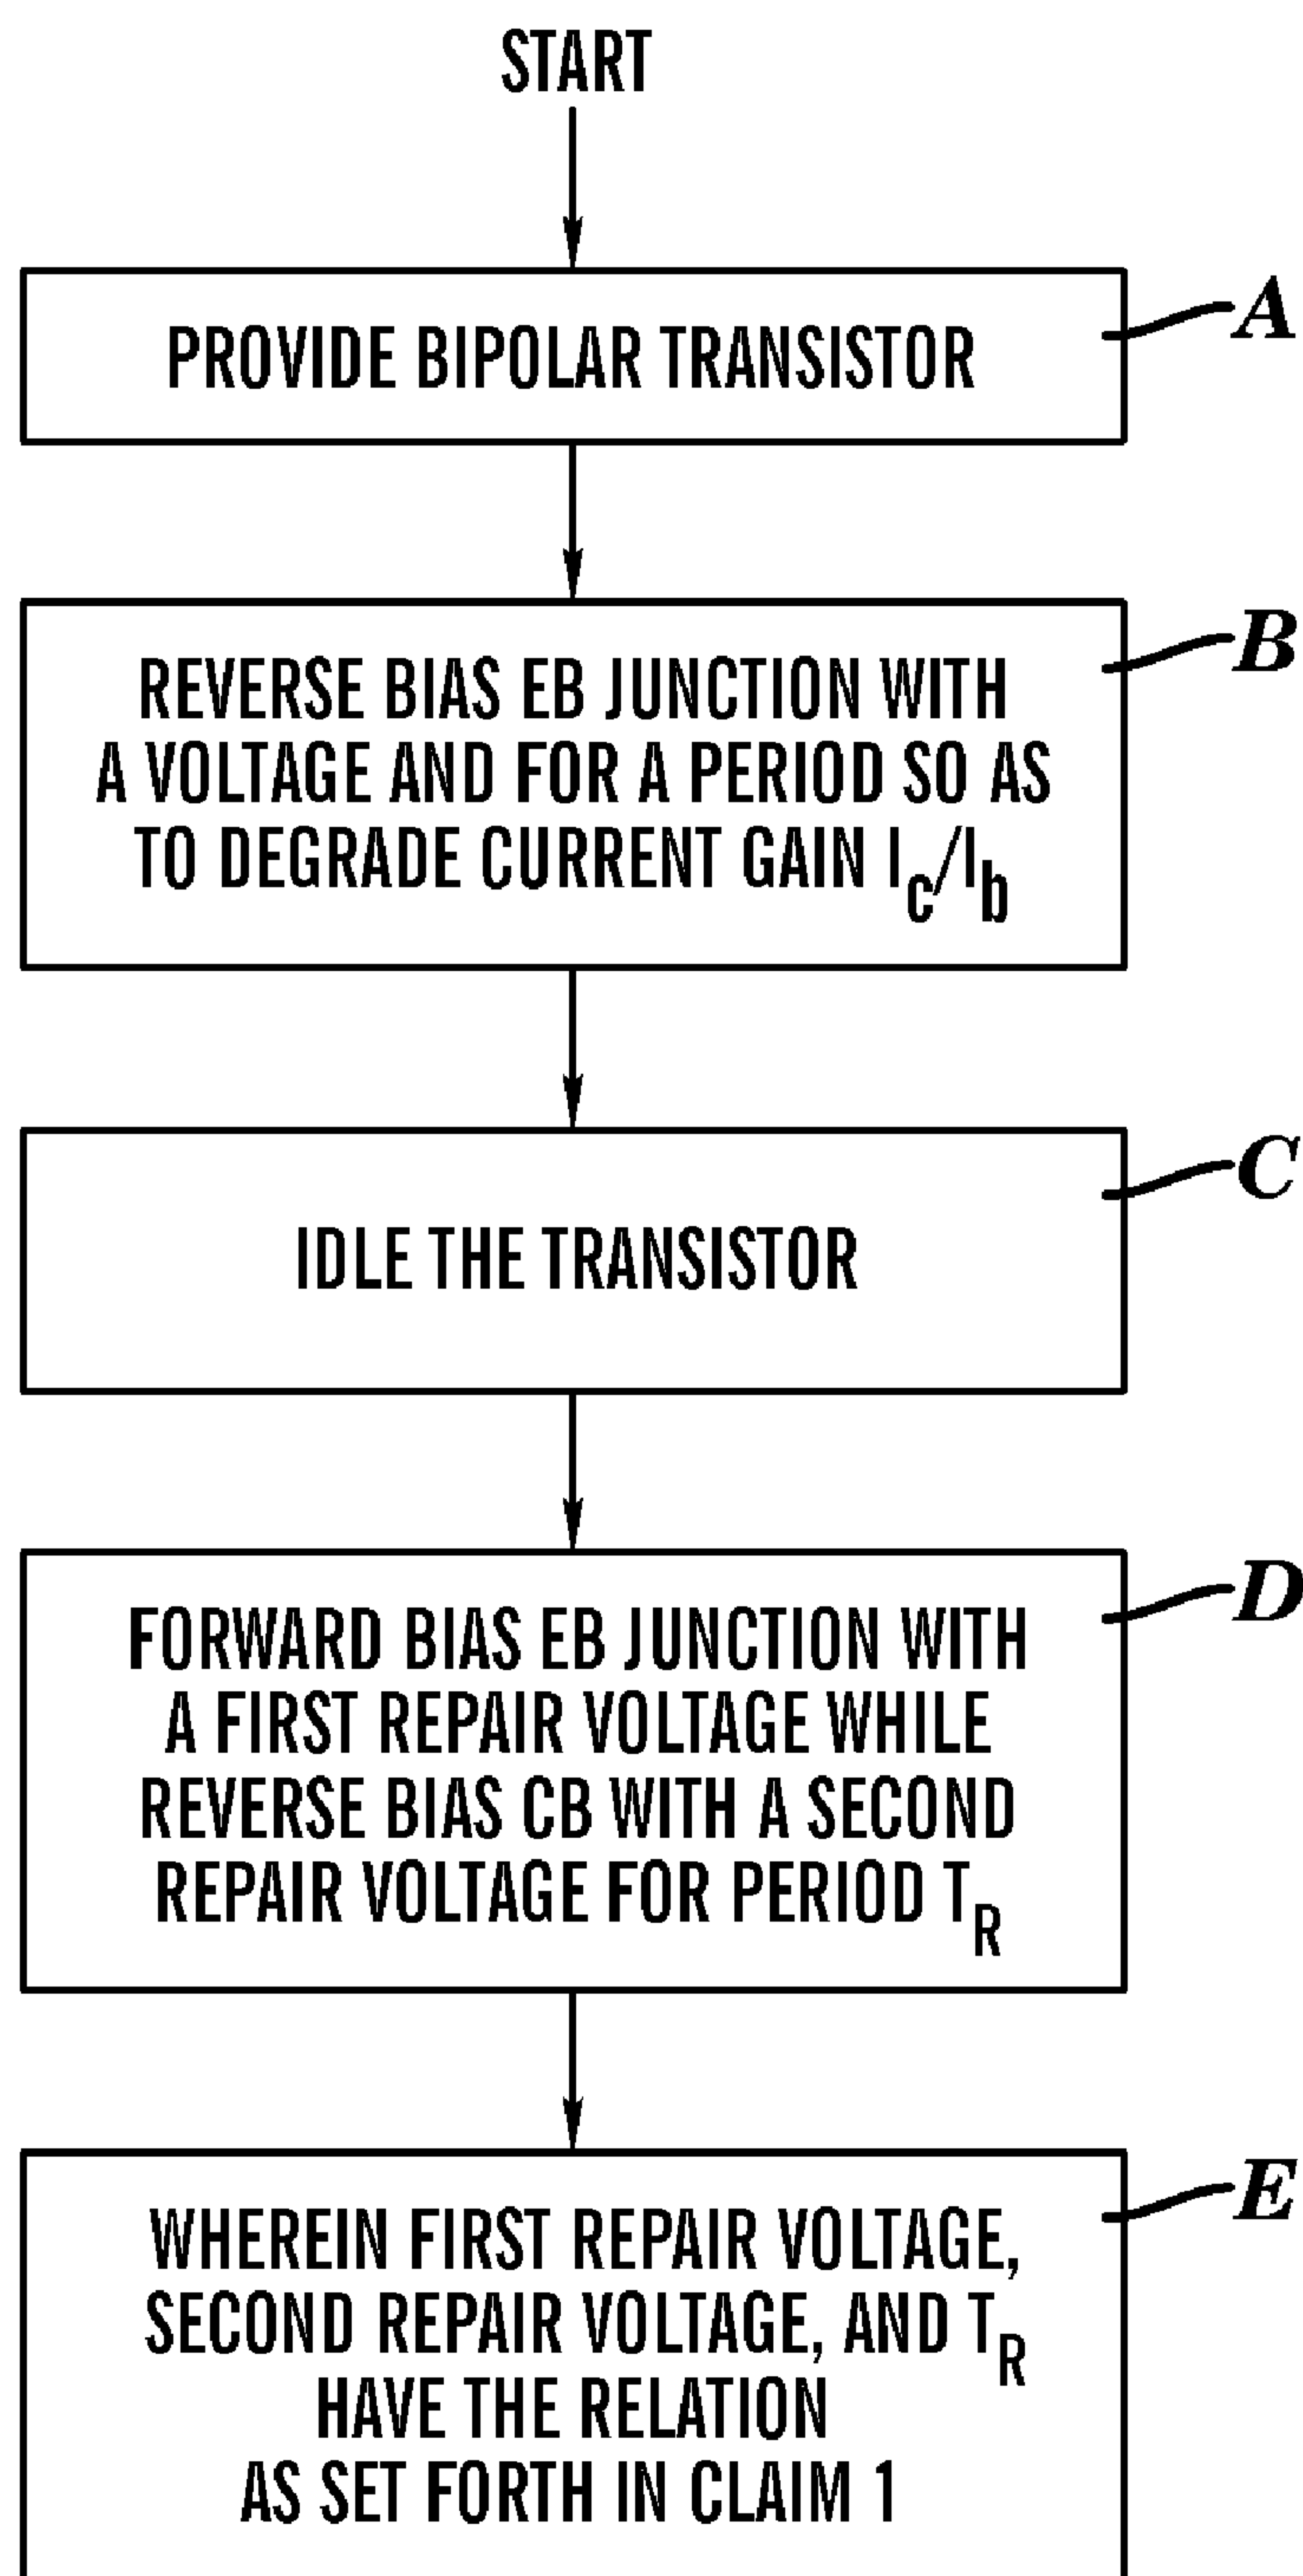 START
PROVIDE BIPOLAR TRANSISTOR
A
REVERSE BIAS EB JUNCTION WITH
A VOLTAGE AND FOR A PERIOD SO AS
TO DEGRADE CURRENT GAIN Ic/Ib
B
IDLE THE TRANSISTOR
C
FORWARD BIAS EB JUNCTION WITH
A FIRST REPAIR VOLTAGE WHILE
REVERSE BIAS CB WITH A SECOND
REPAIR VOLTAGE FOR PERIOD TR
D
WHEREIN FIRST REPAIR VOLTAGE,
SECOND REPAIR VOLTAGE, AND TR
HAVE THE RELATION
AS SET FORTH IN CLAIM 1
E